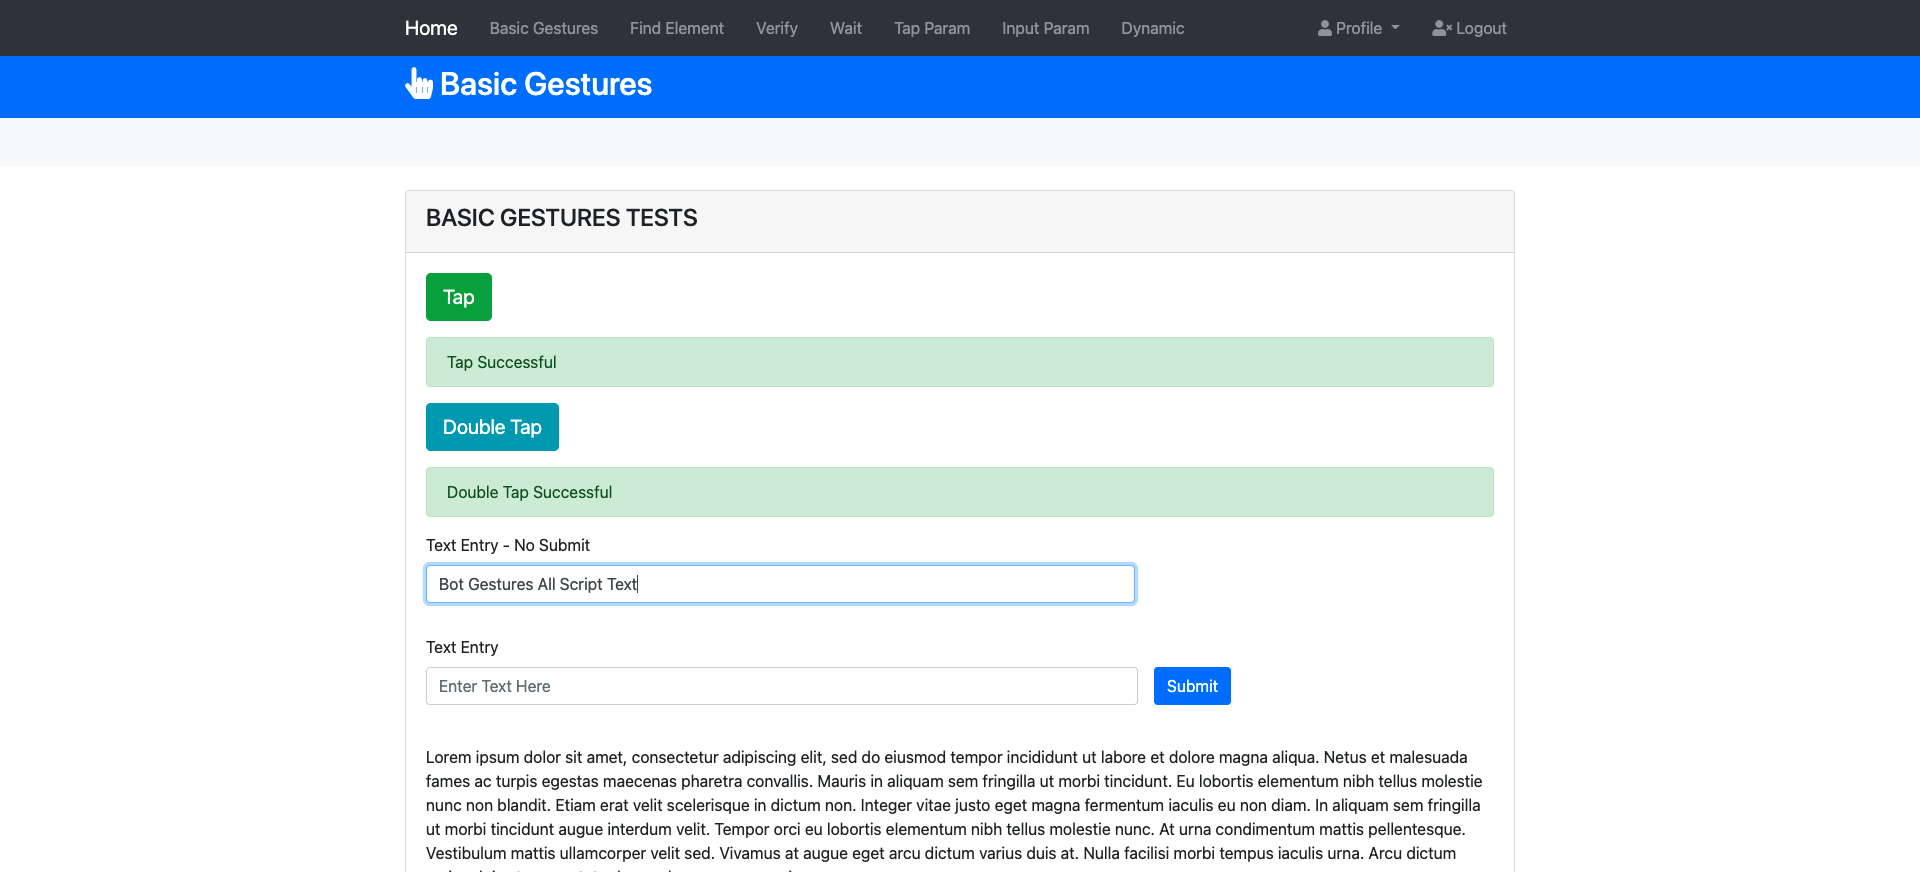 Home Basic Gestures Find Element Verify Wait Tap Param Input Param Dynamic Profile Logout
Basic Gestures
BASIC GESTURES TESTS
Tap
Tap Successful
Double Tap
Double Tap Successful
Text Entry - No Submit
Bot Gestures All Script Text
Text Entry
Enter Text Here Submit
Lorem ipsum dolor sit amet, consectetur adipiscing elit, sed do eiusmod tempor incididunt ut labore et dolore magna aliqua. Netus et malesuada
fames ac turpis egestas maecenas pharetra convallis. Mauris in aliquam sem fringilla ut morbi tincidunt. Eu lobortis elementum nibh tellus molestie
nunc non blandit. Etiam erat velit scelerisque in dictum non. Integer vitae justo eget magna fermentum iaculis eu non diam. In aliquam sem fringilla
ut morbi tincidunt augue interdum velit. Tempor orci eu lobortis elementum nibh tellus molestie nunc. At urna condimentum mattis pellentesque.
Vestibulum mattis ullamcorper velit sed. Vivamus at augue eget arcu dictum varius duis at. Nulla facilisi morbi tempus iaculis urna. Arcu dictum